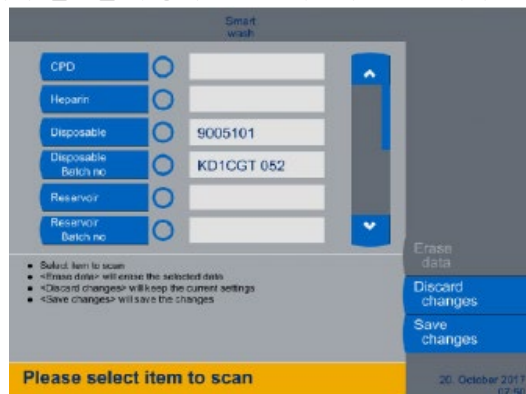 Smart
wash
CPD
Heparin
Disposable
9005101
Disposable
Batch no
KD1CGT 052
Reservoir
Reservoir
Batch no
Select item to scan
<Erase data> will erase the selected data
<Discard changes> will keep the current settings
<Save changes> will save the changes
Erase
data
Discard
changes
Save
changes
Please select item to scan
20. October 2017